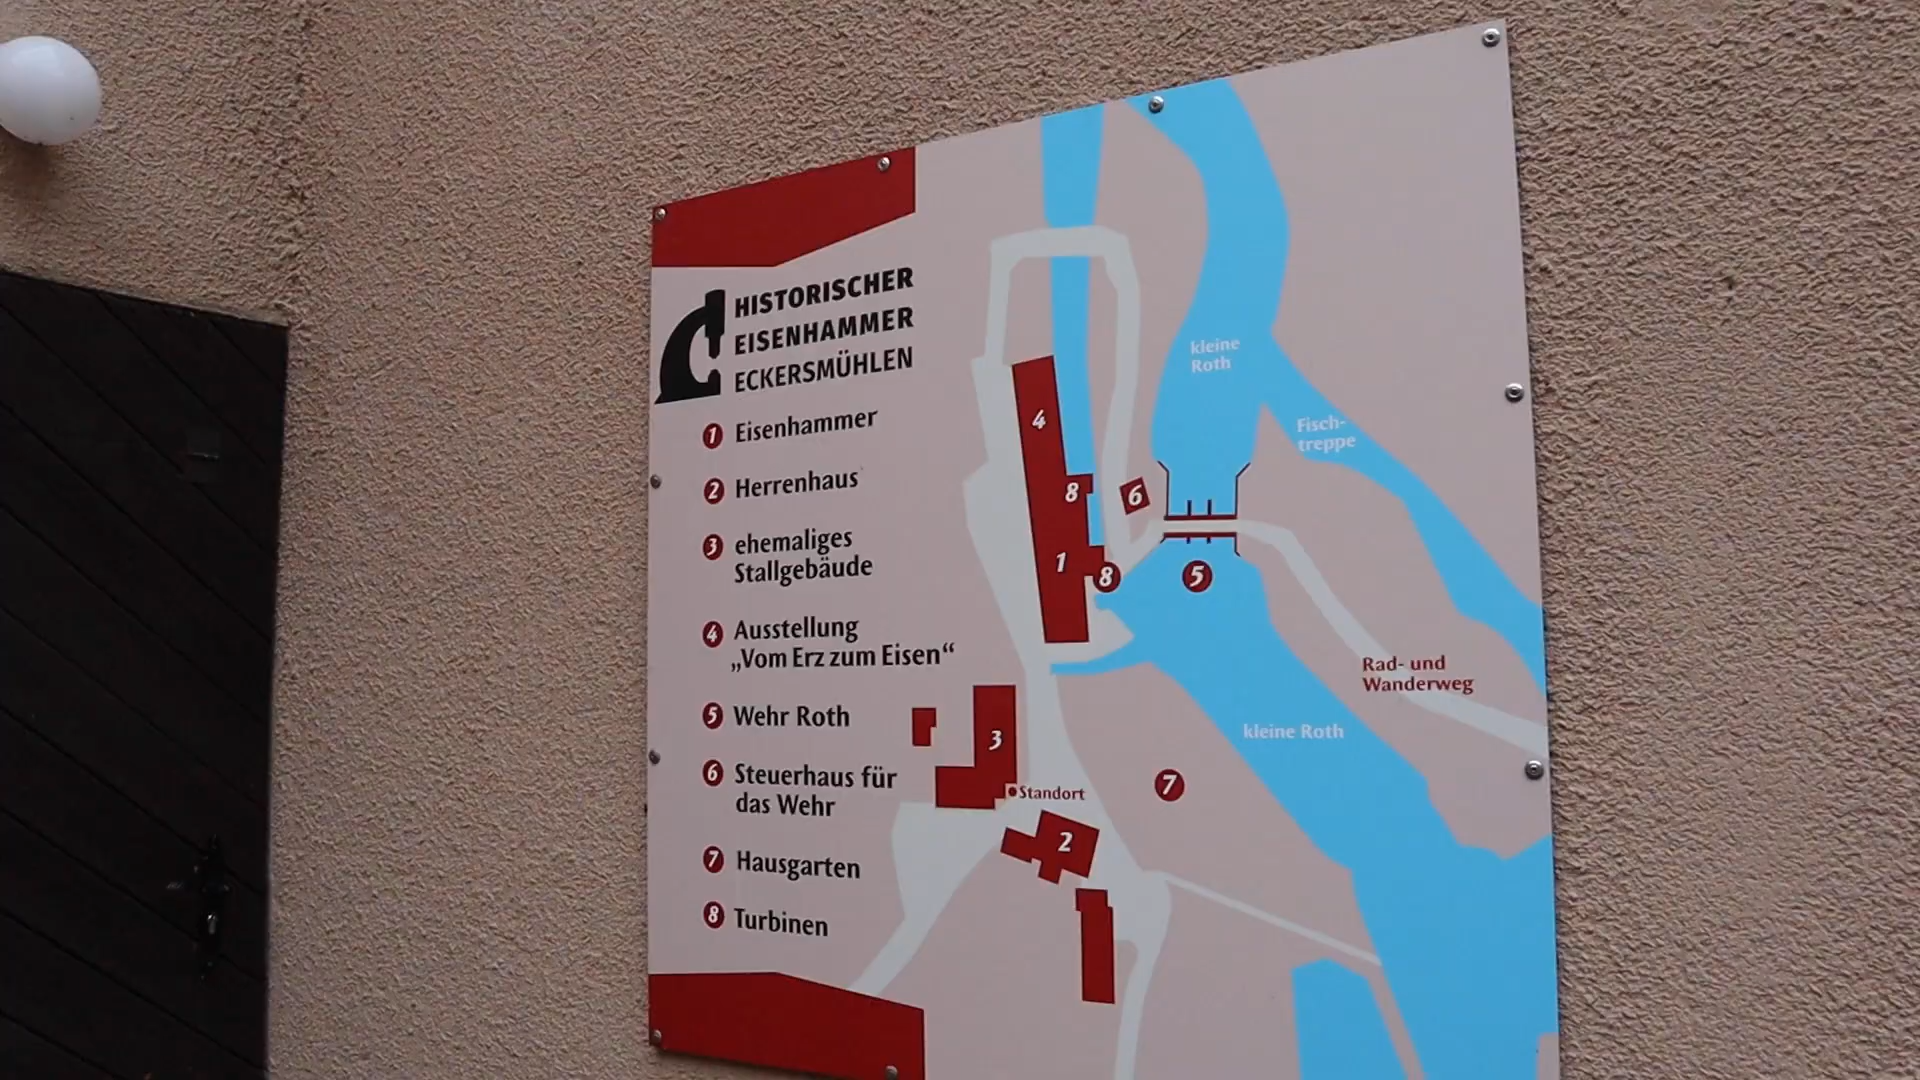 HISTORISCHER
EISENHAMMER
ECKERSMÜHLEN
1 Eisenhammer
2 Herrenhaus
3 ehemaliges
Stallgebäude
4 Ausstellung
„Vom Erz zum Eisen“
5 Wehr Roth
6 Steuerhaus für
das Wehr
7 Hausgarten
8 Turbinen
kleine
Roth
Fisch-
treppe
4
8
6
1
8
5
Rad- und
Wanderweg
kleine Roth
3
7
Standort
2